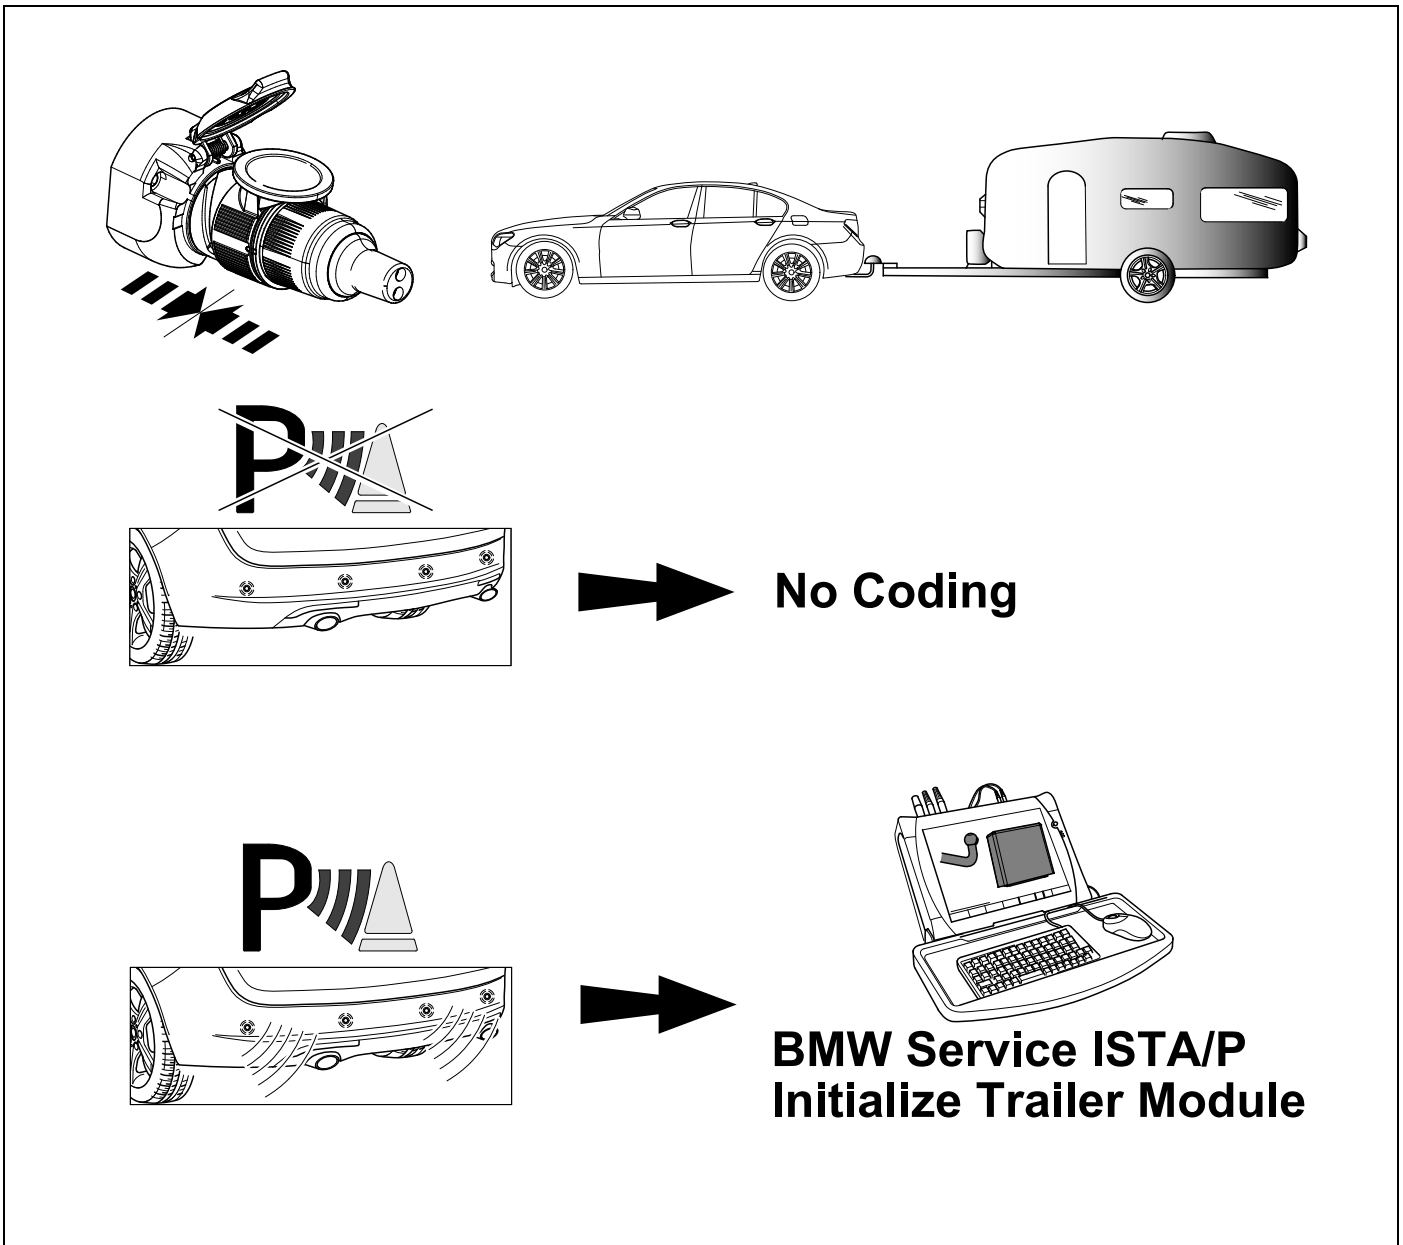 P
No Coding
P
BMW Service ISTA/P
Initialize Trailer Module